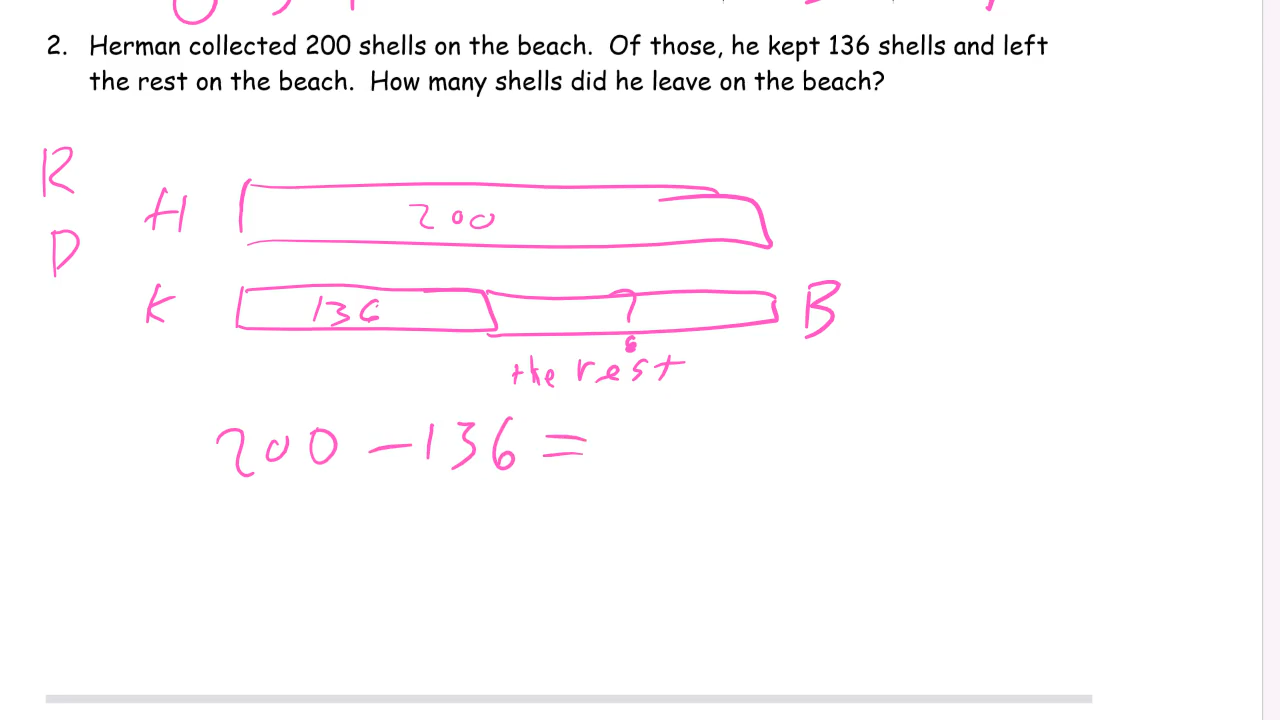 2. Herman collected 200 shells on the beach. Of those, he kept 136 shells and left
the rest on the beach. How many shells did he leave on the beach?
R
H 200
D
K 136 ? B
the rest
200 - 136 =